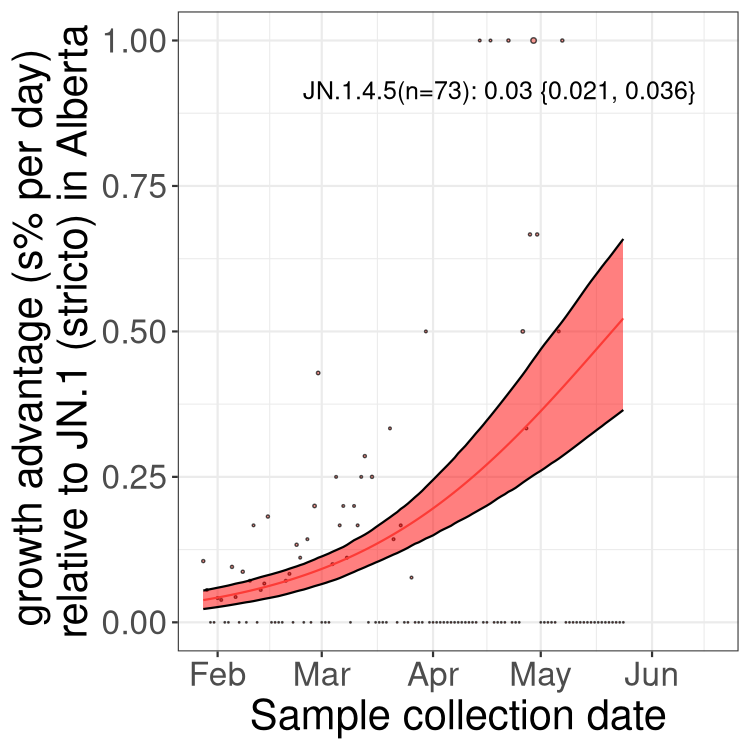 growth advantage (s% per day)
relative to JN.1 (stricto) in Alberta
1.00
0.75
0.50
0.25
0.00
JN.1.4.5(n=73): 0.03 {0.021, 0.036}
Feb Mar Apr May Jun
Sample collection date